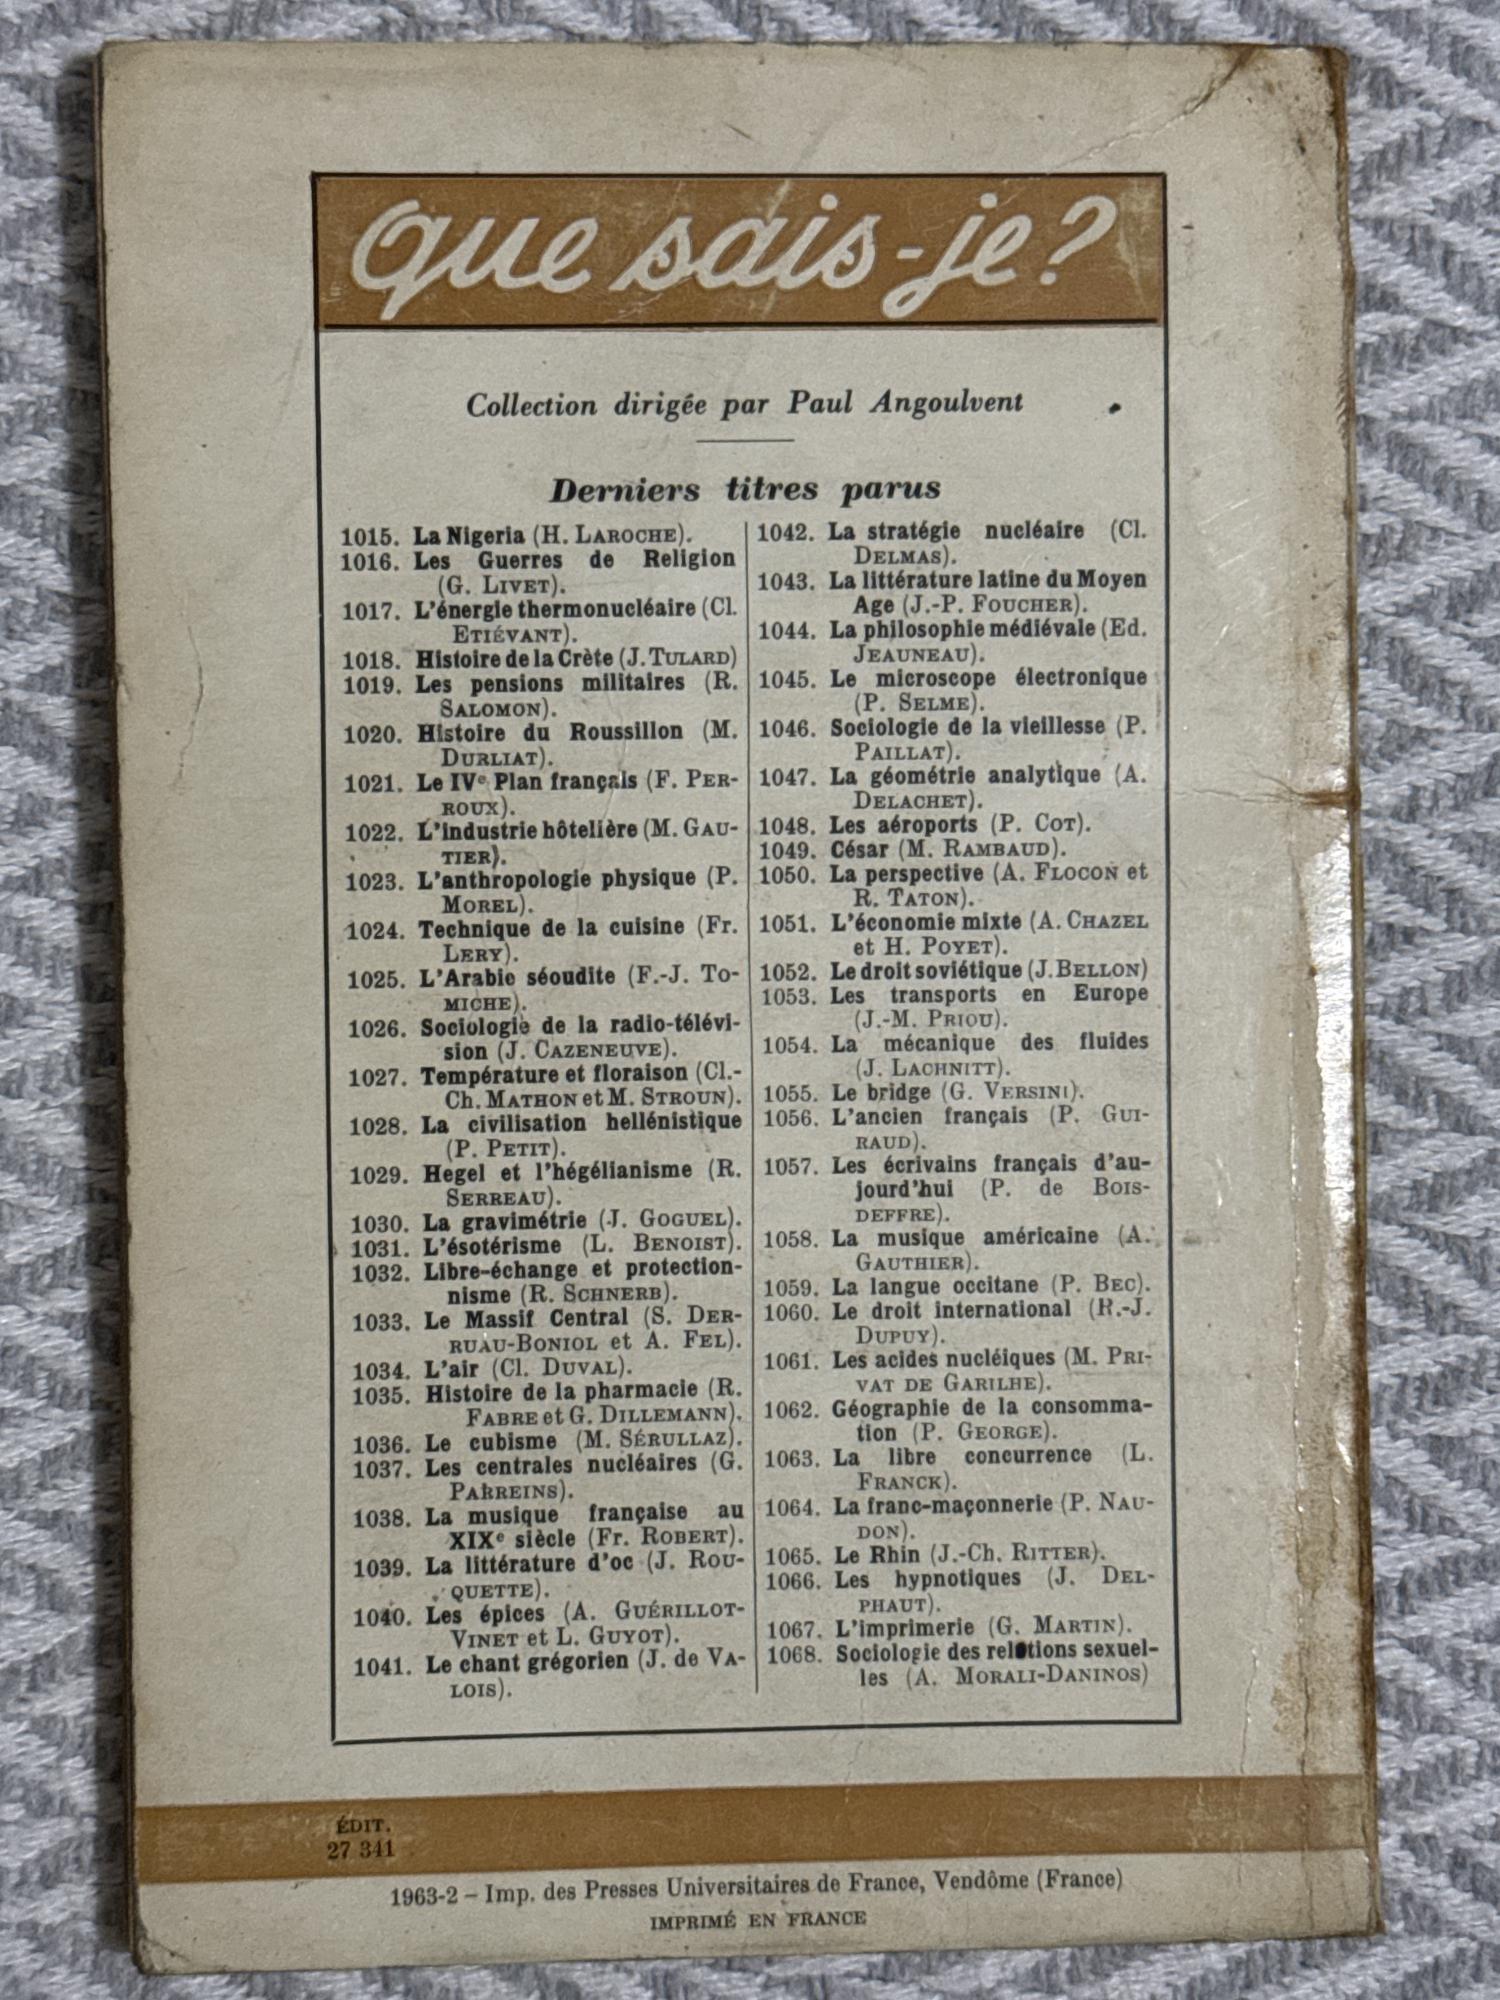 que sais-je?
Collection dirigée par Paul Angoulvent
Derniers titres parus
1015. La Nigeria (H. LAROCHE).
1016. Les Guerres de Religion
(G. LIVET).
1017. L'énergie thermonucléaire (Cl.
ETIÉVANT).
1018. Histoire de la Crète (J. TULARD)
1019. Les pensions militaires (R.
SALOMON).
1020. Histoire du Roussillon (M.
DURLIAT).
1021. Le IVe Plan français (F. PER-
ROUX).
1022. L'industrie hôtelière (M. GAU-
TIER).
1023. L'anthropologie physique (P.
MOREL).
1024. Technique de la cuisine (Fr.
LERY).
1025. L'Arabie séoudite (F.-J. TO-
MICHE).
1026. Sociologie de la radio-télévi-
sion (J. CAZENEUVE).
1027. Température et floraison (Cl.-
Ch. MATHON et M. STROUN).
1028. La civilisation hellénistique
(P. PETIT).
1029. Hegel et l'hégélianisme (R.
SERREAU).
1030. La gravimétrie (J. GOGUEL).
1031. L'ésotérisme (L. BENOIST).
1032. Libre-échange et protection-
nisme (R. SCHNERB).
1033. Le Massif Central (S. DER-
RUAU-BONIOL et A. FEL).
1034. L'air (Cl. DUVAL).
1035. Histoire de la pharmacie (R.
FABRE et G. DILLEMANN).
1036. Le cubisme (M. SÉRULLAZ).
1037. Les centrales nucléaires (G.
PARREINS).
1038. La musique française au
XIXe siècle (Fr. ROBERT).
1039. La littérature d'oc (J. ROU-
QUETTE).
1040. Les épices (A. GUÉRILLOT-
VINET et L. GUYOT).
1041. Le chant grégorien (J. de VA-
LOIS).
1042. La stratégie nucléaire (Cl.
DELMAS).
1043. La littérature latine du Moyen
Age (J.-P. FOUCHER).
1044. La philosophie médiévale (Ed.
JEAUNEAU).
1045. Le microscope électronique
(P. SELME).
1046. Sociologie de la vieillesse (P.
PAILLAT).
1047. La géométrie analytique (A.
DELACHET).
1048. Les aéroports (P. COT).
1049. César (M. RAMBAUD).
1050. La perspective (A. FLOCON et
R. TATON).
1051. L'économie mixte (A. CHAZEL
et H. POYET).
1052. Le droit soviétique (J. BELLON)
1053. Les transports en Europe
(J.-M. PRIOU).
1054. La mécanique des fluides
(J. LACHNITT).
1055. Le bridge (G. VERSINI).
1056. L'ancien français (P. GUI-
RAUD).
1057. Les écrivains français d'au-
jourd'hui (P. de BOIS-
DEFFRE).
1058. La musique américaine (A.
GAUTHIER).
1059. La langue occitane (P. BEC).
1060. Le droit international (R.-J.
DUPUY).
1061. Les acides nucléiques (M. PRI-
VAT DE GARILHE).
1062. Géographie de la consomma-
tion (P. GEORGE).
1063. La libre concurrence (L.
FRANCK).
1064. La franc-maçonnerie (P. NAU-
DON).
1065. Le Rhin (J.-Ch. RITTER).
1066. Les hypnotiques (J. DEL-
PHAUT).
1067. L'imprimerie (G. MARTIN).
1068. Sociologie des relations sexuel-
les (A. MORALI-DANINOS)
ÉDIT.
27 341
1963-2 – Imp. des Presses Universitaires de France, Vendôme (France)
IMPRIMÉ EN FRANCE